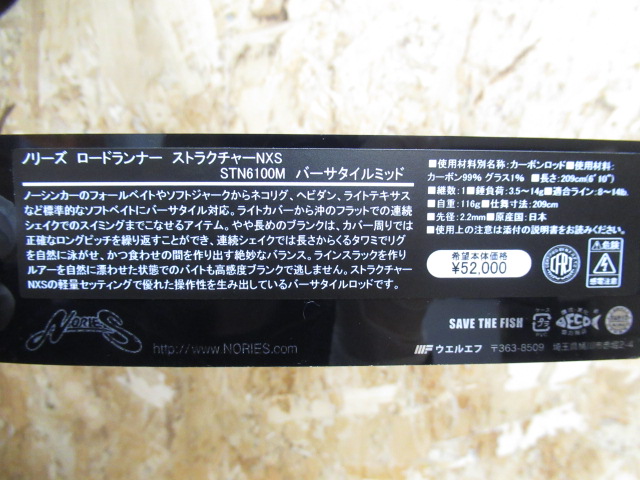 ノリーズ ロードランナー ストラクチャーNXS
STN6100M バーサタイルミッド
ノーシンカーのフォールベイトやソフトジャークからネコリグ、ヘビダン、ライトテキサス
など標準的なソフトベイトにバーサタイル対応。ライトカバーから沖のフラットでの連続
シェイクでのスイミングまでこなせるアイテム。やや長めのブランクは、カバー周りでは
正確なロングピッチを繰り返すことができ、連続シェイクでは長さからくるタワミでリグ
を自然に泳がせ、かつ食わせの間を作り出す絶妙なバランス。ラインスラックを作り
ルアーを自然に漂わせた状態でのバイトも高感度ブランクで逃しません。ストラクチャー
NXSの軽量セッティングで優れた操作性を生み出しているバーサタイルロッドです。
■使用材料別名称：カーボンロッド■使用材料：
カーボン99% グラス1% ■長さ：209cm(6'10")
■継数：1■錘負荷：3.5～14g■適合ライン：8～14lb.
■自重：116g■仕舞寸法：209cm
■先径：2.2mm■原産国：日本
■使用上の注意は添付の説明書をお読みください。
希望本体価格
¥52,000
危険
感電注意
NORIES
http://www.NORIES.com
SAVE THE FISH
ECO
ウエルエフ 〒363-8509 埼玉県桶川市赤堀2-4